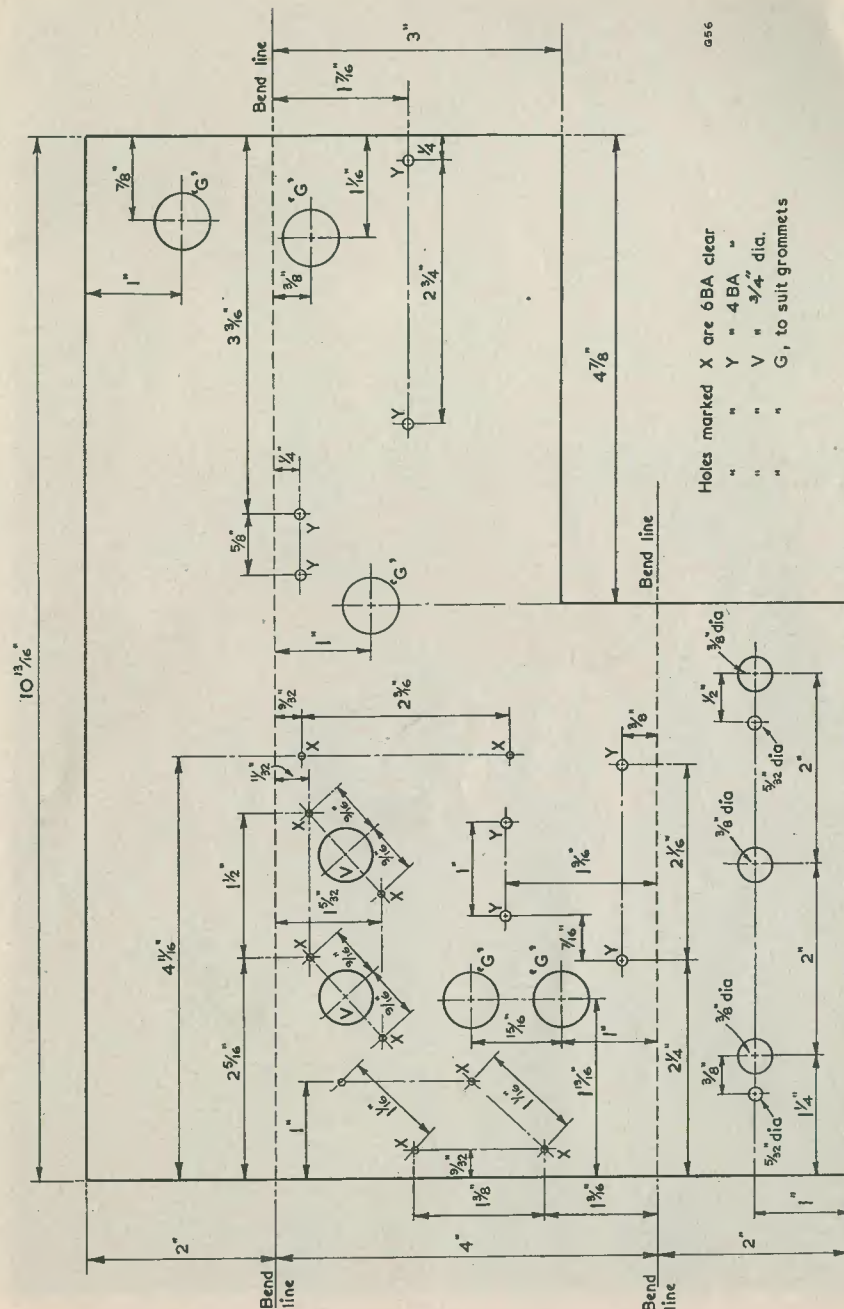 10 13/16"
Bend line
7/8"
1"
'G'
3"
1 7/16"
3 3/16"
'G'
3/8"
1 1/16"
1/4
Y
2 3/4"
Y
1/4"
5/8"
Y
Y
'G'
1"
4 7/8"
Bend line
Holes marked X are 6BA clear
" " Y " 4BA "
" " V " 3/4" dia.
" " G, to suit grommets
G56
9/32"
2 9/16"
X
X
11/32"
4 11/16"
1 1/2"
X
9/16"
9/16"
V
X
1 5/32"
2 5/16"
X
9/16"
9/16"
V
X
1"
Y
Y
1 9/16"
3/8"
Y
2 1/16"
7/16"
Y
'G'
'G'
15/16"
1"
1 13/16"
2 1/4"
1"
1 1/16"
X
X
1 1/16"
X
9/32"
1 3/8"
1 3/16"
2"
4"
2"
Bend line
Bend line
3/8" dia
1/2"
5/32" dia
2"
3/8" dia
2"
3/8" dia
3/8"
5/32" dia
1 1/4"
1"